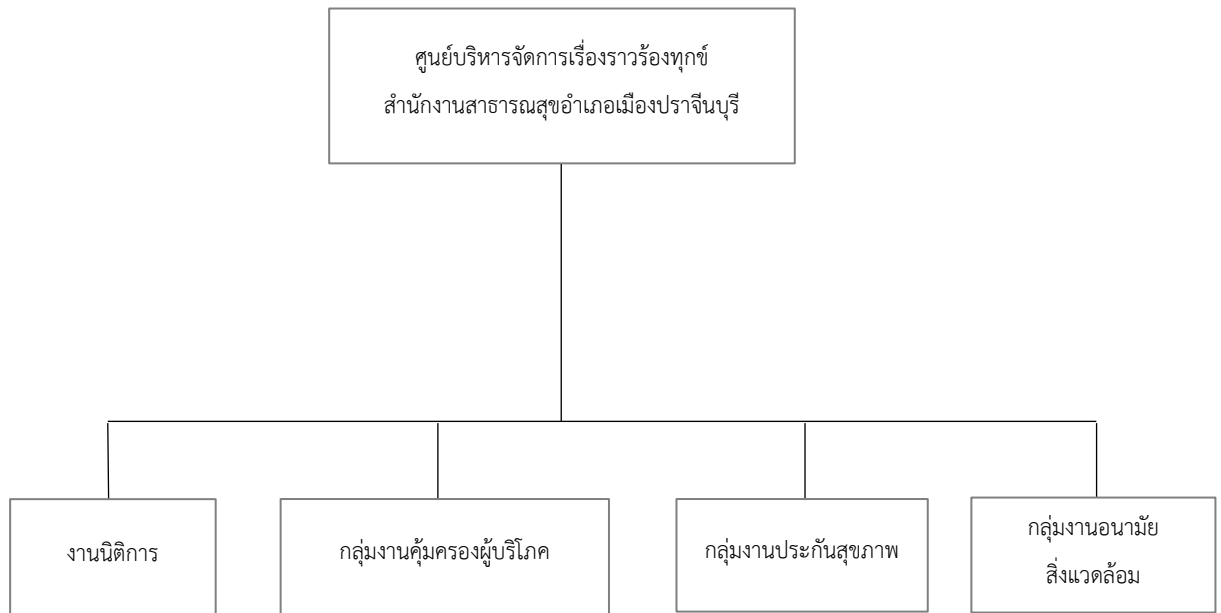 ศูนย์บริหารจัดการเรื่องราวร้องทุกข์
สำนักงานสาธารณสุขอำเภอเมืองปราจีนบุรี
งานนิติการ
กลุ่มงานคุ้มครองผู้บริโภค
กลุ่มงานประกันสุขภาพ
กลุ่มงานอนามัย
สิ่งแวดล้อม